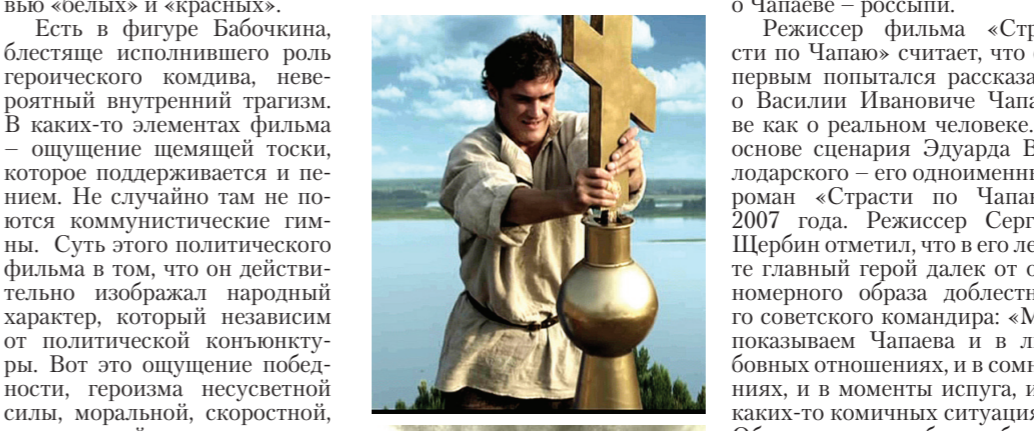 вью «белых» и «красных».
Есть в фигуре Бабочкина,
блестяще исполнившего роль
героического комдива, неве-
роятный внутренний трагизм.
В каких-то элементах фильма
– ощущение щемящей тоски,
которое поддерживается и пе-
нием. Не случайно там не по-
ются коммунистические гим-
ны. Суть этого политического
фильма в том, что он действи-
тельно изображал народный
характер, который независим
от политической конъюнкту-
ры. Вот это ощущение побед-
ности, героизма несусветной
силы, моральной, скоростной,
о Чапаеве – россыпи.
Режиссер фильма «Стр
сти по Чапаю» считает, что
первым попытался рассказа
о Василии Ивановиче Чапа
ве как о реальном человеке.
основе сценария Эдуарда В
лодарского – его одноименн
роман «Страсти по Чапа
2007 года. Режиссер Серг
Щербин отметил, что в его ле
те главный герой далек от о
номерного образа доблестн
го советского командира: «М
показываем Чапаева и в л
бовных отношениях, и в сомн
ниях, и в моменты испуга, и
каких-то комичных ситуация